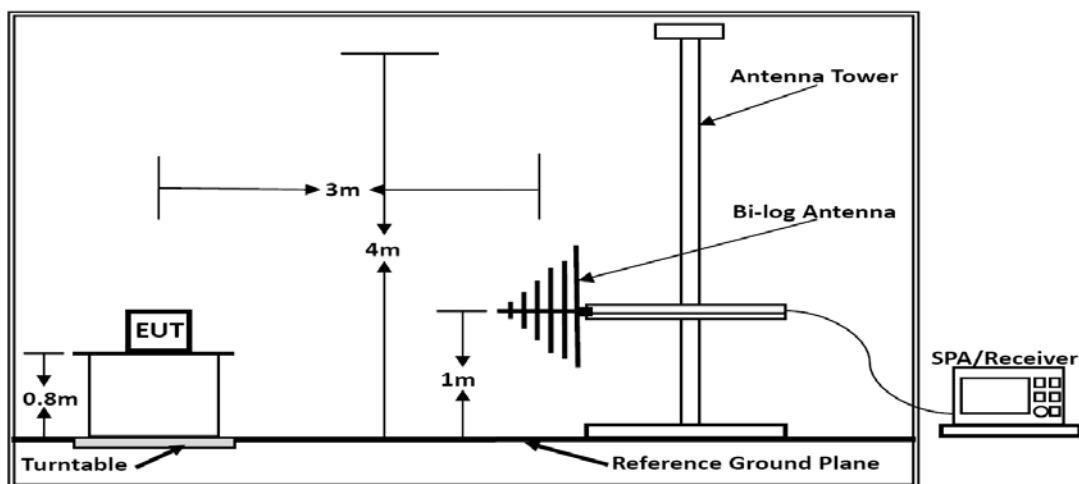 Antenna Tower
3m
Bi-log Antenna
4m
EUT
1m
0.8m
SPA/Receiver
Turntable
Reference Ground Plane